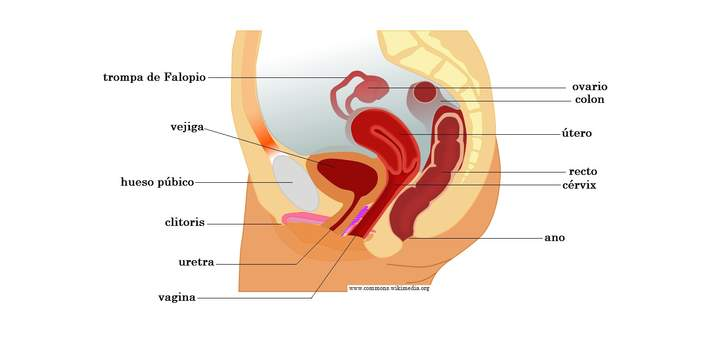 trompa de Falopio
ovario
colon
vejiga
útero
recto
hueso púbico
cérvix
clitoris
ano
uretra
www.commons.wikimedia.org
vagina